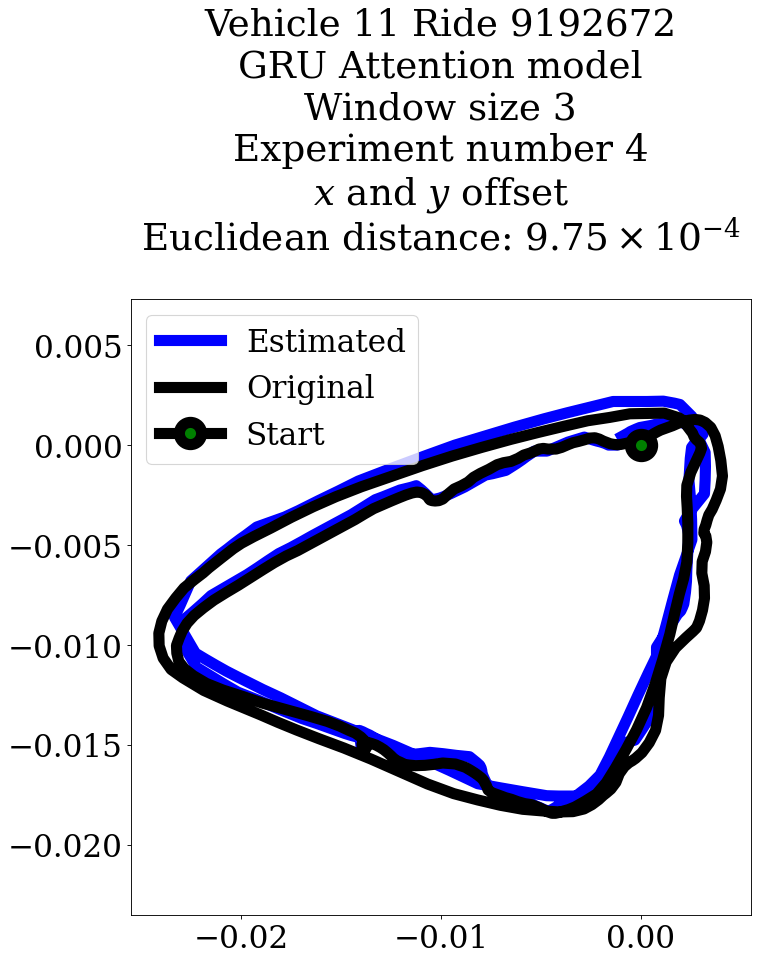 Vehicle 11 Ride 9192672
GRU Attention model
Window size 3
Experiment number 4
x and y offset
Euclidean distance: 9.75 × 10⁻⁴
Estimated
Original
Start
0.005
0.000
−0.005
−0.010
−0.015
−0.020
−0.02
−0.01
0.00